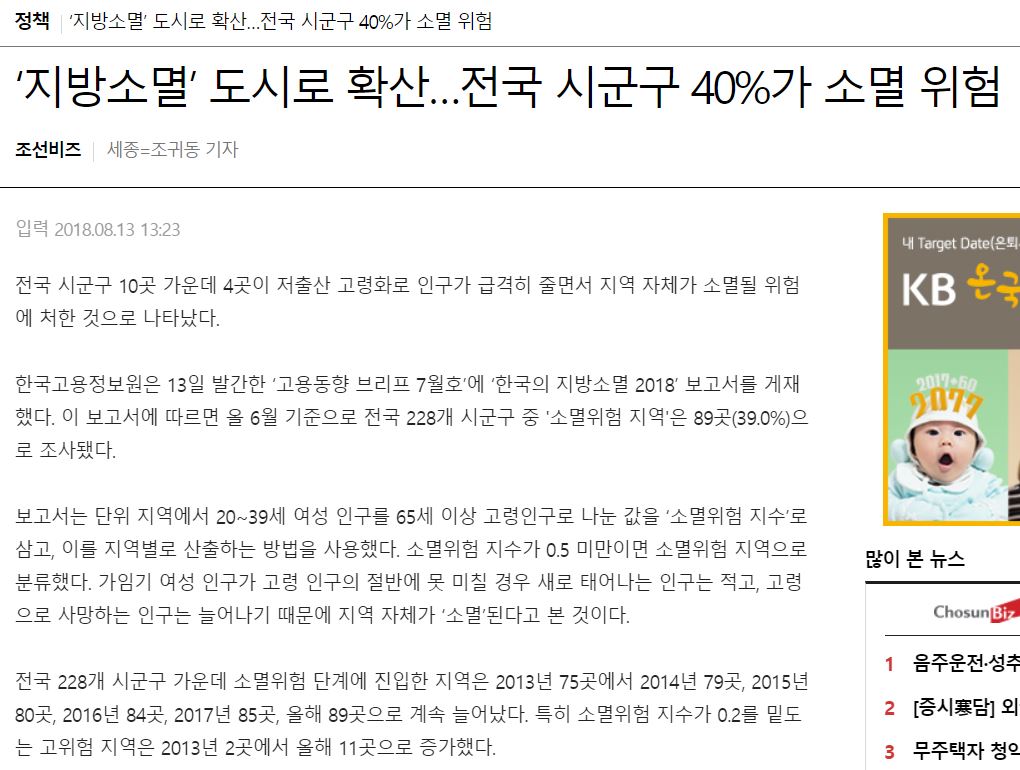 정책 ‘지방소멸’ 도시로 확산...전국 시군구 40%가 소멸 위험
‘지방소멸’ 도시로 확산...전국 시군구 40%가 소멸 위험
조선비즈 세종=조귀동 기자
입력 2018.08.13 13:23
전국 시군구 10곳 가운데 4곳이 저출산 고령화로 인구가 급격히 줄면서 지역 자체가 소멸될 위험
에 처한 것으로 나타났다.
한국고용정보원은 13일 발간한 ‘고용동향 브리프 7월호’에 ‘한국의 지방소멸 2018’ 보고서를 게재
했다. 이 보고서에 따르면 올 6월 기준으로 전국 228개 시군구 중 '소멸위험 지역'은 89곳(39.0%)으
로 조사됐다.
보고서는 단위 지역에서 20~39세 여성 인구를 65세 이상 고령인구로 나눈 값을 ‘소멸위험 지수’로
삼고, 이를 지역별로 산출하는 방법을 사용했다. 소멸위험 지수가 0.5 미만이면 소멸위험 지역으로
분류했다. 가임기 여성 인구가 고령 인구의 절반에 못 미칠 경우 새로 태어나는 인구는 적고, 고령
으로 사망하는 인구는 늘어나기 때문에 지역 자체가 ‘소멸’된다고 본 것이다.
전국 228개 시군구 가운데 소멸위험 단계에 진입한 지역은 2013년 75곳에서 2014년 79곳, 2015년
80곳, 2016년 84곳, 2017년 85곳, 올해 89곳으로 계속 늘어났다. 특히 소멸위험 지수가 0.2를 밑도
는 고위험 지역은 2013년 2곳에서 올해 11곳으로 증가했다.
내 Target Date(은퇴
KB 온국
2017+60
2077
많이 본 뉴스
ChosunBiz
1 음주운전·성추
2 [증시寒담] 외
3 무주택자 청약